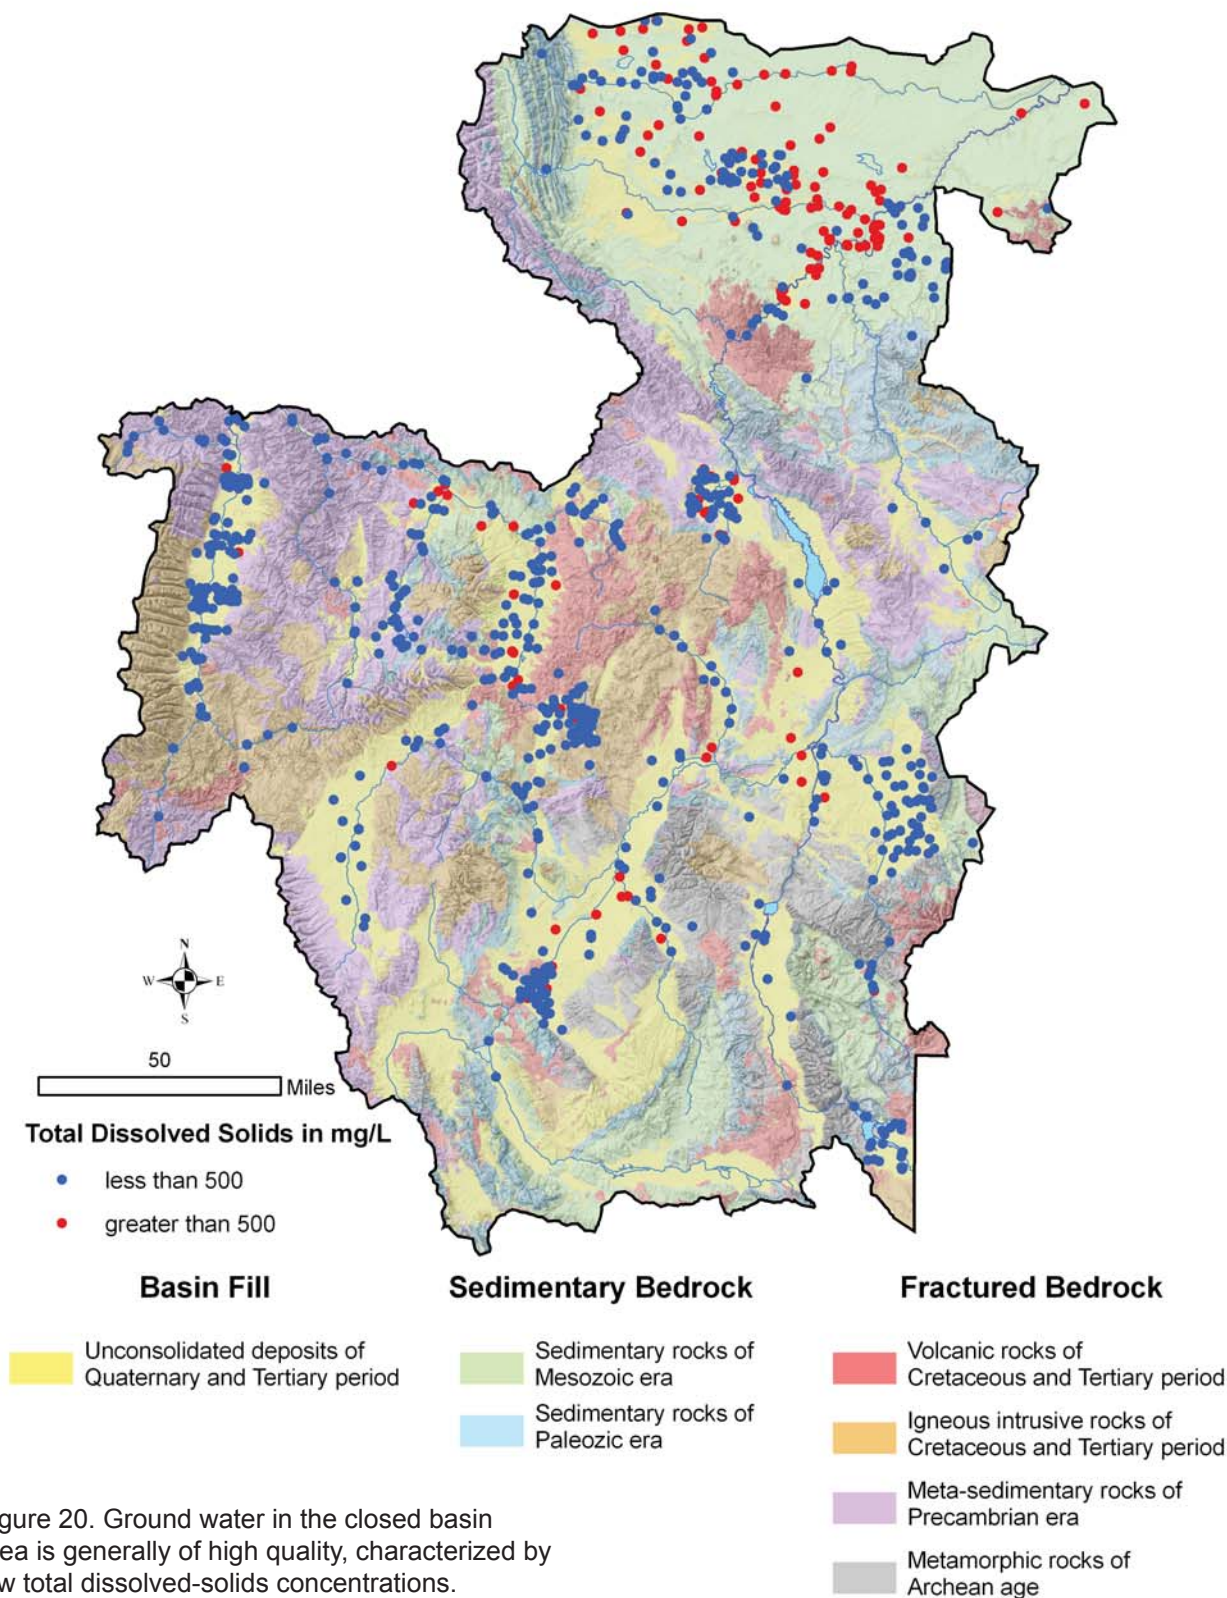 N
W E
S
50
Miles
Total Dissolved Solids in mg/L
less than 500
greater than 500
Basin Fill
Unconsolidated deposits of
Quaternary and Tertiary period
Sedimentary Bedrock
Sedimentary rocks of
Mesozoic era
Sedimentary rocks of
Paleozic era
Fractured Bedrock
Volcanic rocks of
Cretaceous and Tertiary period
Igneous intrusive rocks of
Cretaceous and Tertiary period
Meta-sedimentary rocks of
Precambrian era
Metamorphic rocks of
Archean age
gure 20. Ground water in the closed basin
ea is generally of high quality, characterized by
w total dissolved-solids concentrations.